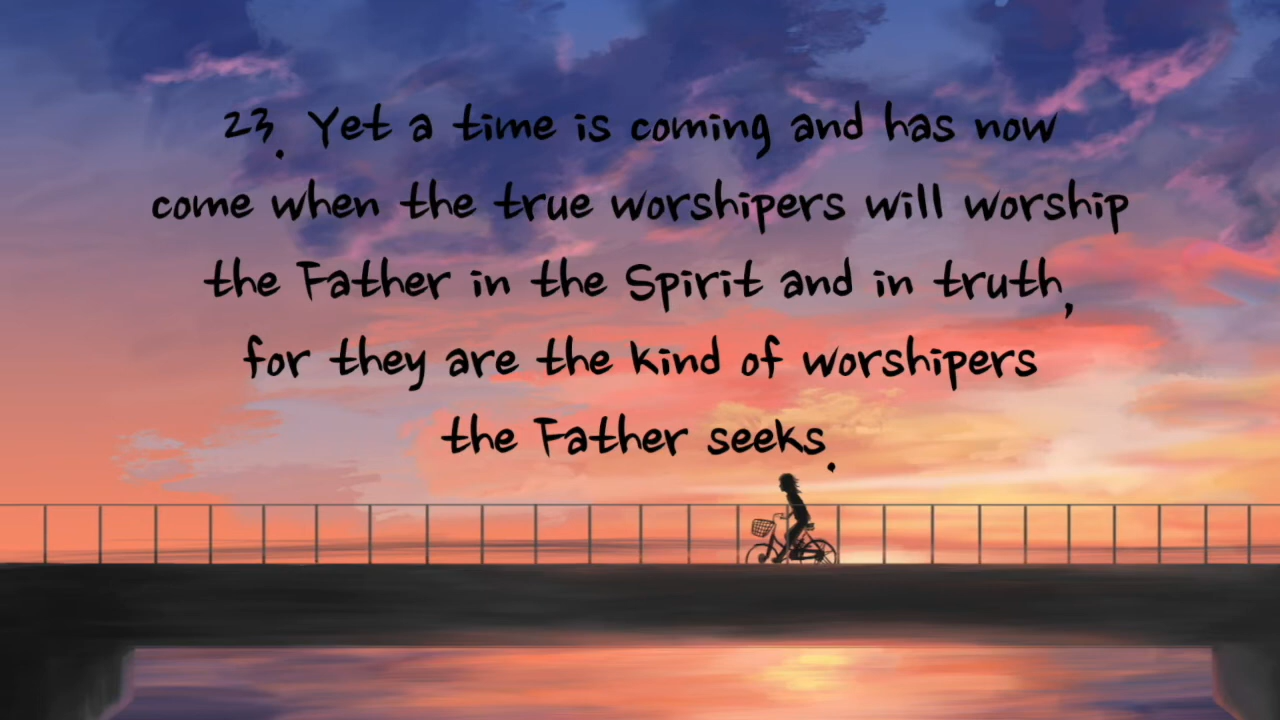 23. Yet a time is coming and has now
come when the true worshipers will worship
the Father in the Spirit and in truth,
for they are the kind of worshipers
the Father seeks.